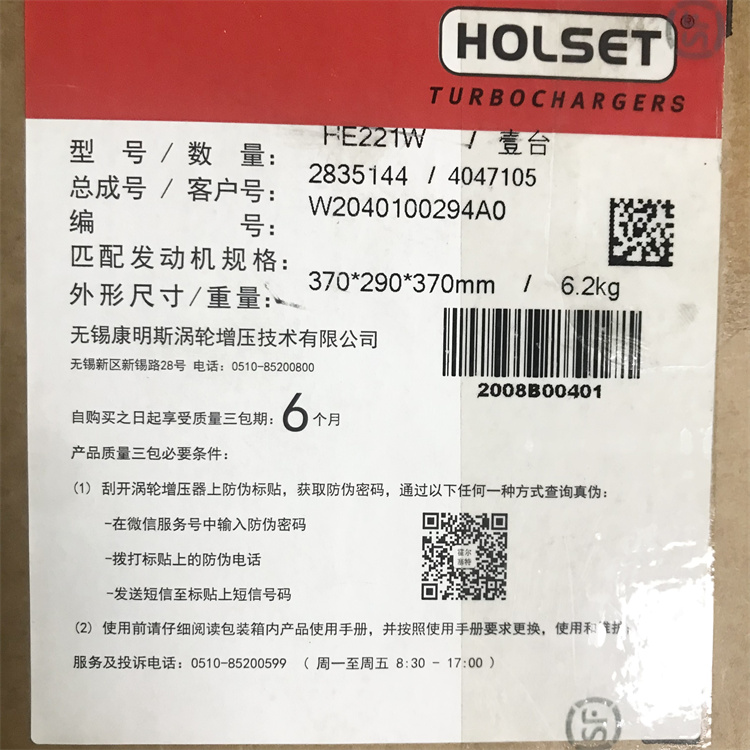 HOLSET®
TURBOCHARGERS
型 号 / 数 量： HE221W / 壹台
总成号 / 客户号： 2835144 / 4047105
编 号： W2040100294A0
匹配发动机规格：
外形尺寸/重量： 370*290*370mm / 6.2kg
无锡康明斯涡轮增压技术有限公司
无锡新区新锡路28号 电话：0510-85200800
2008B00401
自购买之日起享受质量三包期：6个月
产品质量三包必要条件：
(1) 刮开涡轮增压器上防伪标贴，获取防伪密码，通过以下任何一种方式查询真伪：
-在微信服务号中输入防伪密码
-拨打标贴上的防伪电话
-发送短信至标贴上短信号码
霍尔
赛特
(2) 使用前请仔细阅读包装箱内产品使用手册，并按照使用手册要求更换，使用和维护。
服务及投诉电话：0510-85200599 （ 周一至周五 8:30 - 17:00 ）